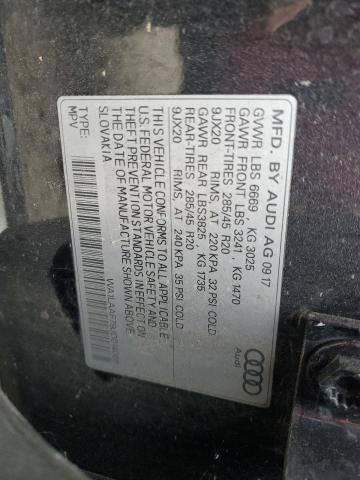 MFD. BY AUDI AG 09 17
GVWR LBS 6669 KG 3025
GAWR FRONT LBS 3241 , KG 1470
FRONT-TIRES 285/45 R20
9JX20 RIMS, AT 220 KPA 32 PSI COLD
GAWR REAR LBS3825 , KG 1735
REAR-TIRES 285/45 R20
9JX20 RIMS, AT 240 KPA 35 PSI COLD
THIS VEHICLE CONFORMS TO ALL APPLICABLE
U.S. FEDERAL MOTOR VEHICLE SAFETY AND
THEFT PREVENTION STANDARDS IN EFFECT ON
THE DATE OF MANUFACTURE SHOWN ABOVE.
SLOVAKIA
TYPE:
MPV
Audi